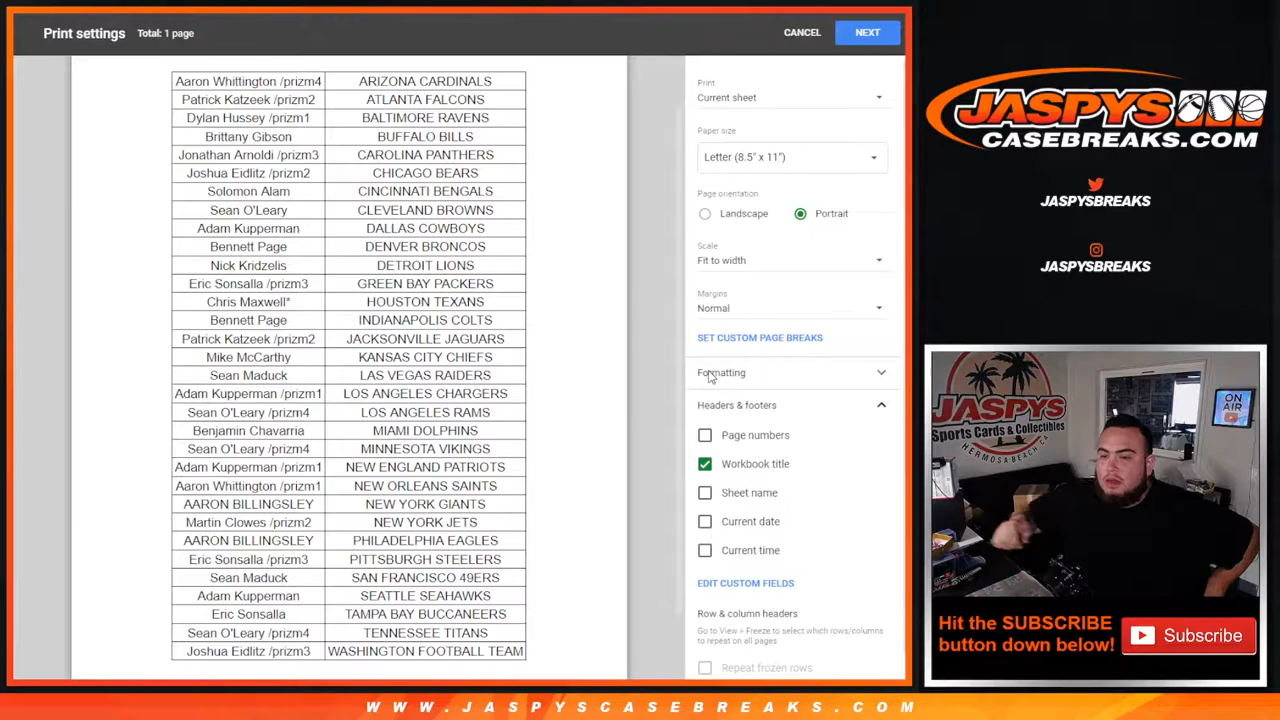 Print settings Total: 1 page CANCEL NEXT
Aaron Whittington /prizm4 ARIZONA CARDINALS
Patrick Katzeek /prizm2 ATLANTA FALCONS
Dylan Hussey /prizm1 BALTIMORE RAVENS
Brittany Gibson BUFFALO BILLS
Jonathan Arnoldi /prizm3 CAROLINA PANTHERS
Joshua Eidlitz /prizm2 CHICAGO BEARS
Solomon Alam CINCINNATI BENGALS
Sean O'Leary CLEVELAND BROWNS
Adam Kupperman DALLAS COWBOYS
Bennett Page DENVER BRONCOS
Nick Kridzelis DETROIT LIONS
Eric Sonsalla /prizm3 GREEN BAY PACKERS
Chris Maxwell* HOUSTON TEXANS
Bennett Page INDIANAPOLIS COLTS
Patrick Katzeek /prizm2 JACKSONVILLE JAGUARS
Mike McCarthy KANSAS CITY CHIEFS
Sean Maduck LAS VEGAS RAIDERS
Adam Kupperman /prizm1 LOS ANGELES CHARGERS
Sean O'Leary /prizm4 LOS ANGELES RAMS
Benjamin Chavarria MIAMI DOLPHINS
Sean O'Leary /prizm4 MINNESOTA VIKINGS
Adam Kupperman /prizm1 NEW ENGLAND PATRIOTS
Aaron Whittington /prizm1 NEW ORLEANS SAINTS
AARON BILLINGSLEY NEW YORK GIANTS
Martin Clowes /prizm2 NEW YORK JETS
AARON BILLINGSLEY PHILADELPHIA EAGLES
Eric Sonsalla /prizm3 PITTSBURGH STEELERS
Sean Maduck SAN FRANCISCO 49ERS
Adam Kupperman SEATTLE SEAHAWKS
Eric Sonsalla TAMPA BAY BUCCANEERS
Sean O'Leary /prizm4 TENNESSEE TITANS
Joshua Eidlitz /prizm3 WASHINGTON FOOTBALL TEAM
Print
Current sheet
Paper size
Letter (8.5" x 11")
Page orientation
Landscape Portrait
Scale
Fit to width
Margins
Normal
SET CUSTOM PAGE BREAKS
Formatting
Headers & footers
Page numbers
Workbook title
Sheet name
Current date
Current time
EDIT CUSTOM FIELDS
Row & column headers
Go to View > Freeze to select which rows/columns
to repeat on all pages
Repeat frozen rows
JASPYS
CASEBREAKS.COM
JASPYSBREAKS
JASPYSBREAKS
JASPYS
Sports Cards & Collectibles
HERMOSA BEACH CA
ON
AIR
Hit the SUBSCRIBE
button down below!
Subscribe
WWW.JASPYSCASEBREAKS.COM